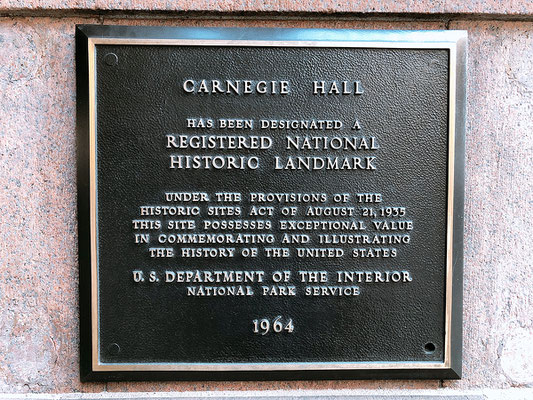 CARNEGIE HALL
HAS BEEN DESIGNATED A
REGISTERED NATIONAL
HISTORIC LANDMARK
UNDER THE PROVISIONS OF THE
HISTORIC SITES ACT OF AUGUST 21, 1935
THIS SITE POSSESSES EXCEPTIONAL VALUE
IN COMMEMORATING AND ILLUSTRATING
THE HISTORY OF THE UNITED STATES
U. S. DEPARTMENT OF THE INTERIOR
NATIONAL PARK SERVICE
1964